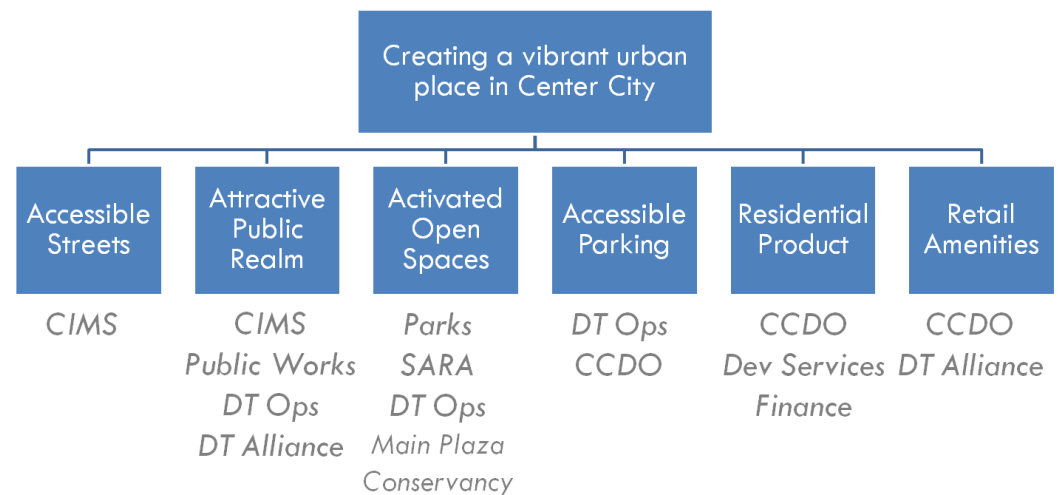 Creating a vibrant urban
place in Center City
Accessible
Streets
CIMS
Attractive
Public
Realm
CIMS
Public Works
DT Ops
DT Alliance
Activated
Open
Spaces
Parks
SARA
DT Ops
Main Plaza
Conservancy
Accessible
Parking
DT Ops
CCDO
Residential
Product
CCDO
Dev Services
Finance
Retail
Amenities
CCDO
DT Alliance